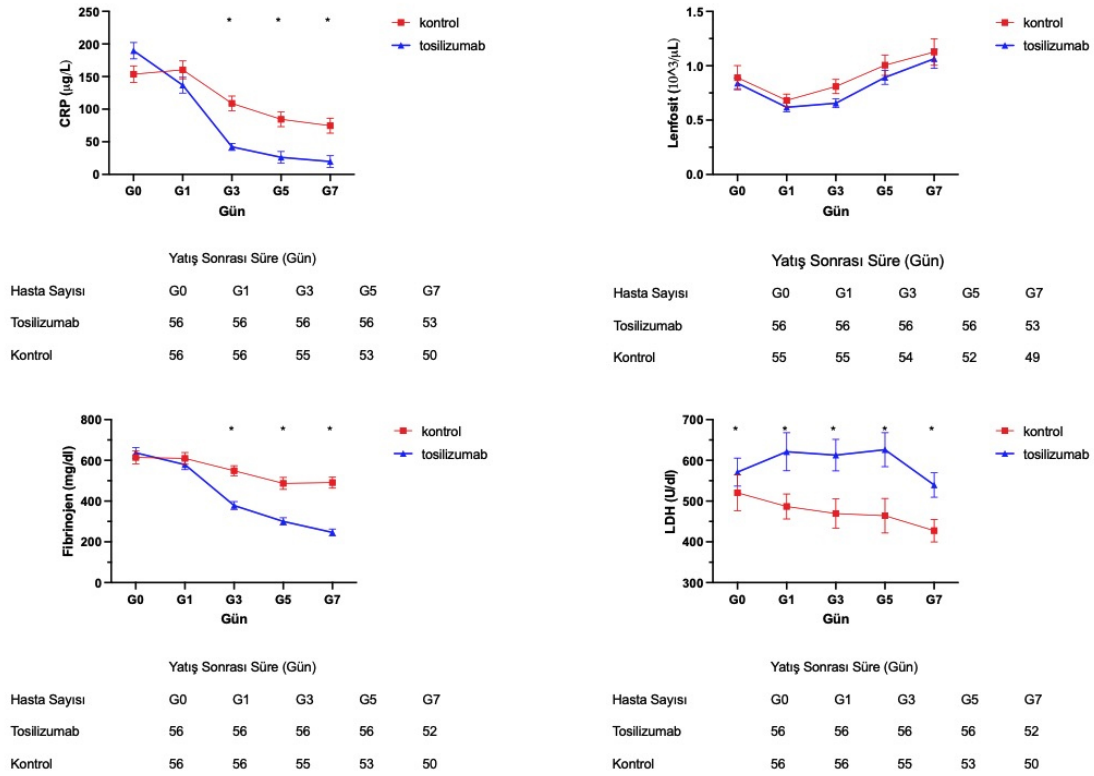 CRP (µg/L)
250
200
150
100
50
0
* * *
G0 G1 G3 G5 G7
Gün
kontrol
tosilizumab
Yatış Sonrası Süre (Gün)
Hasta Sayısı G0 G1 G3 G5 G7
Tosilizumab 56 56 56 56 53
Kontrol 56 56 55 53 50
Lenfosit (10^3/µL)
1.5
1.0
0.5
0.0
G0 G1 G3 G5 G7
Gün
kontrol
tosilizumab
Yatış Sonrası Süre (Gün)
Hasta Sayısı G0 G1 G3 G5 G7
Tosilizumab 56 56 56 56 53
Kontrol 55 55 54 52 49
Fibrinojen (mg/dl)
800
600
400
200
0
* * *
G0 G1 G3 G5 G7
Gün
kontrol
tosilizumab
Yatış Sonrası Süre (Gün)
Hasta Sayısı G0 G1 G3 G5 G7
Tosilizumab 56 56 56 56 52
Kontrol 56 56 55 53 50
LDH (U/dl)
700
600
500
400
300
* * * * *
G0 G1 G3 G5 G7
Gün
kontrol
tosilizumab
Yatış Sonrası Süre (Gün)
Hasta Sayısı G0 G1 G3 G5 G7
Tosilizumab 56 56 56 56 52
Kontrol 56 56 55 53 50